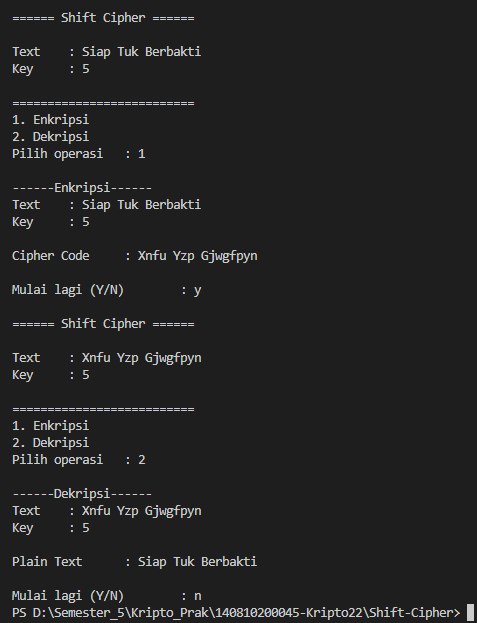 ====== Shift Cipher ======
Text    : Siap Tuk Berbakti
Key     : 5
==========================
1. Enkripsi
2. Dekripsi
Pilih operasi   : 1
------Enkripsi------
Text    : Siap Tuk Berbakti
Key     : 5
Cipher Code     : Xnfu Yzp Gjwgfpyn
Mulai lagi (Y/N)        : y
====== Shift Cipher ======
Text    : Xnfu Yzp Gjwgfpyn
Key     : 5
==========================
1. Enkripsi
2. Dekripsi
Pilih operasi   : 2
------Dekripsi------
Text    : Xnfu Yzp Gjwgfpyn
Key     : 5
Plain Text      : Siap Tuk Berbakti
Mulai lagi (Y/N)        : n
PS D:\Semester_5\Kripto_Prak\140810200045-Kripto22\Shift-Cipher>